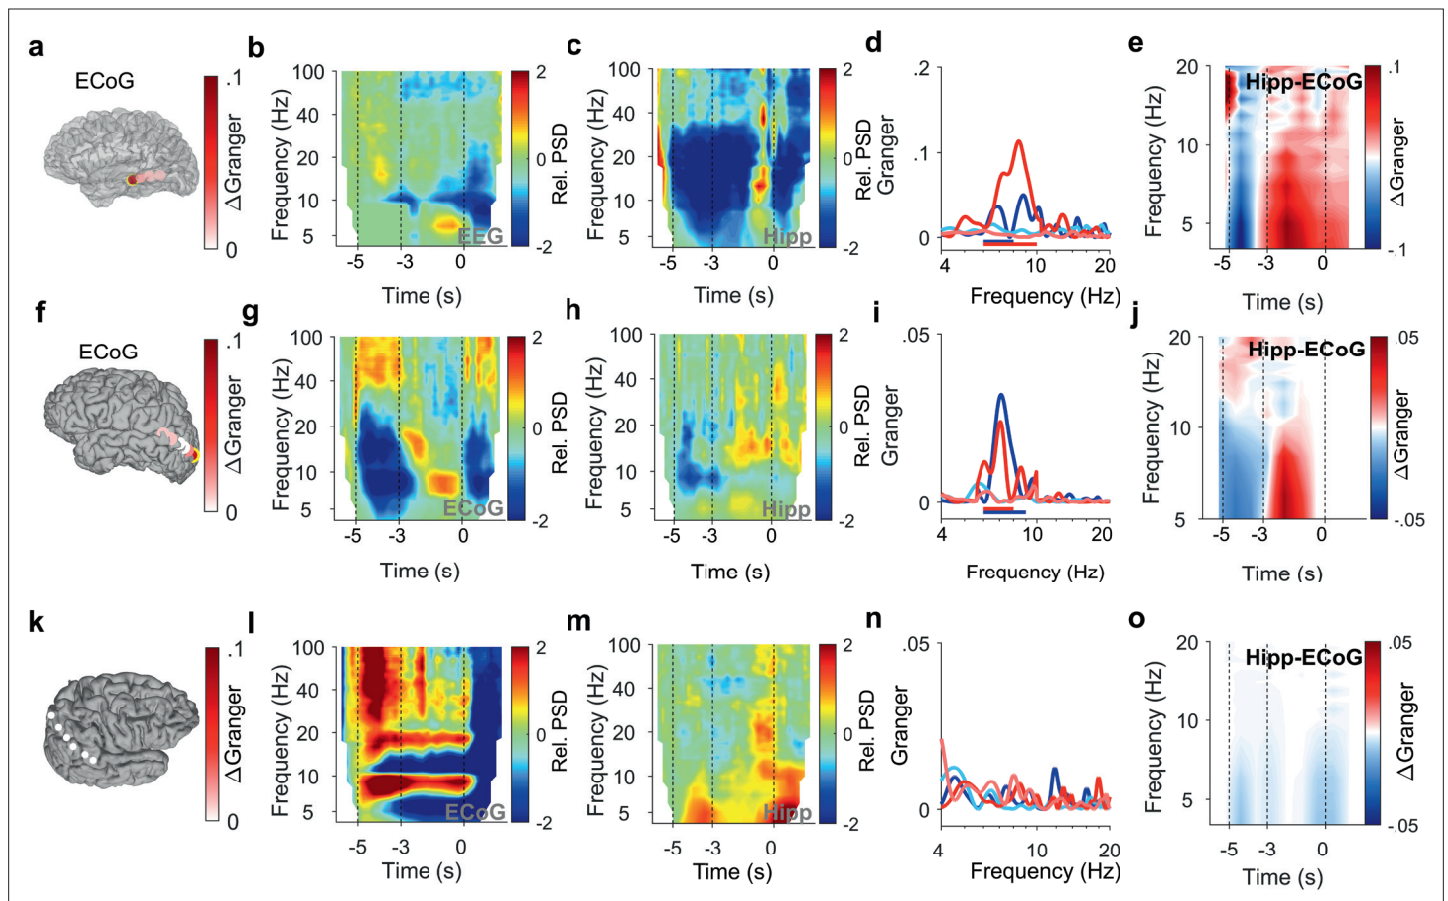 a
ECoG
.1
ΔGranger
0
b
100
40
20
10
5
Frequency (Hz)
EEG
-5 -3 0
Time (s)
2
0
-2
Rel. PSD
c
100
40
20
10
5
Frequency (Hz)
Hipp
-5 -3 0
Time (s)
2
0
-2
Rel. PSD
d
.2
.1
0
Granger
4 10 20
Frequency (Hz)
e
20
10
5
Frequency (Hz)
Hipp-ECoG
-5 -3 0
Time (s)
.1
-.1
ΔGranger
f
ECoG
.1
ΔGranger
0
g
100
40
20
10
5
Frequency (Hz)
ECoG
-5 -3 0
Time (s)
2
0
-2
Rel. PSD
h
100
40
20
10
5
Frequency (Hz)
Hipp
-5 -3 0
Time (s)
2
0
-2
Rel. PSD
i
.05
0
Granger
4 10 20
Frequency (Hz)
j
20
10
5
Frequency (Hz)
Hipp-ECoG
-5 -3 0
Time (s)
.05
-.05
ΔGranger
k
.1
ΔGranger
0
l
100
40
20
10
5
Frequency (Hz)
ECoG
-5 -3 0
Time (s)
2
0
-2
Rel. PSD
m
100
40
20
10
5
Frequency (Hz)
Hipp
-5 -3 0
Time (s)
2
0
-2
Rel. PSD
n
.05
0
Granger
4 10 20
Frequency (Hz)
o
20
10
5
Frequency (Hz)
Hipp-ECoG
-5 -3 0
Time (s)
.05
-.05
ΔGranger